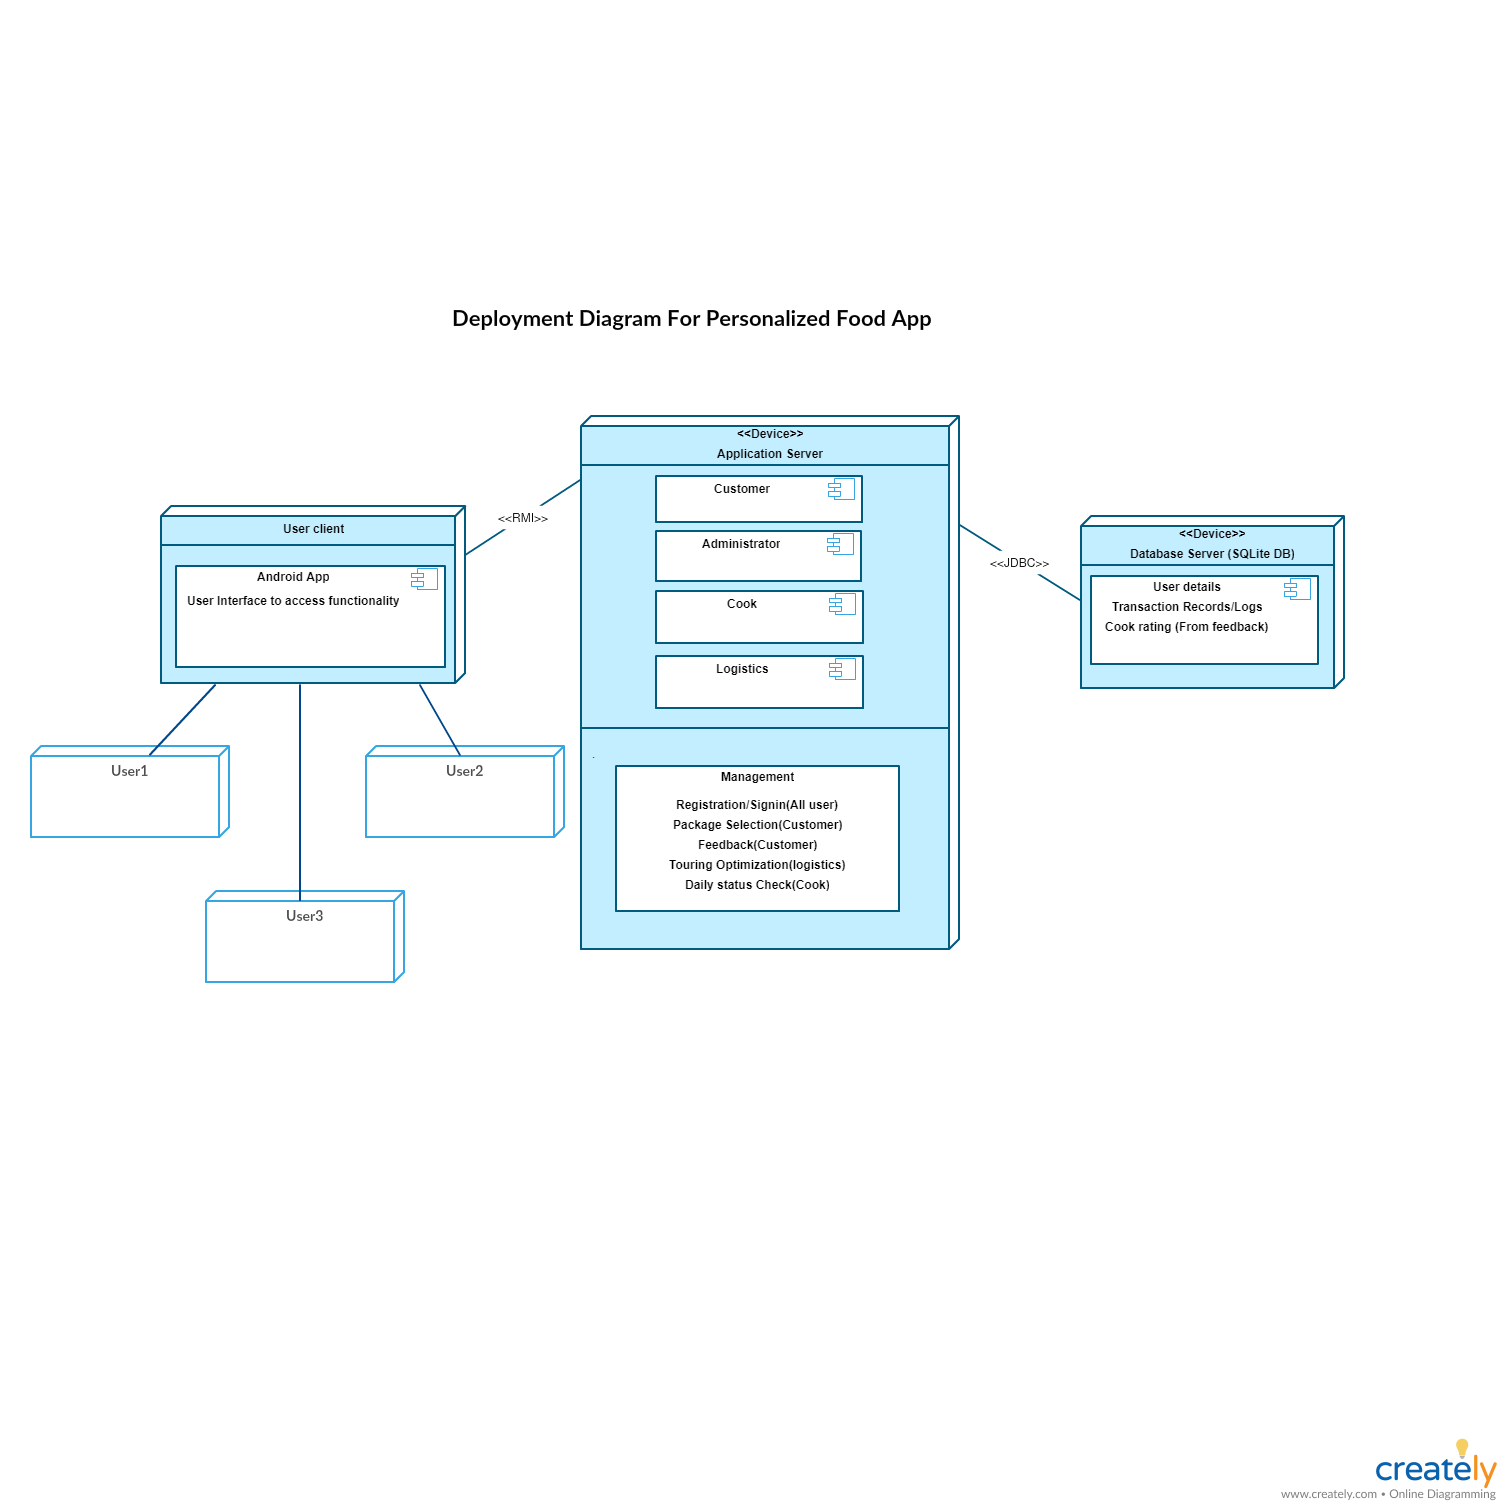 Deployment Diagram For Personalized Food App
<<Device>>
Application Server
Customer
Administrator
Cook
Logistics
.
Management
Registration/Signin(All user)
Package Selection(Customer)
Feedback(Customer)
Touring Optimization(logistics)
Daily status Check(Cook)
<<RMI>>
User client
Android App
User Interface to access functionality
User1
User2
User3
<<JDBC>>
<<Device>>
Database Server (SQLite DB)
User details
Transaction Records/Logs
Cook rating (From feedback)
creately
www.creately.com • Online Diagramming